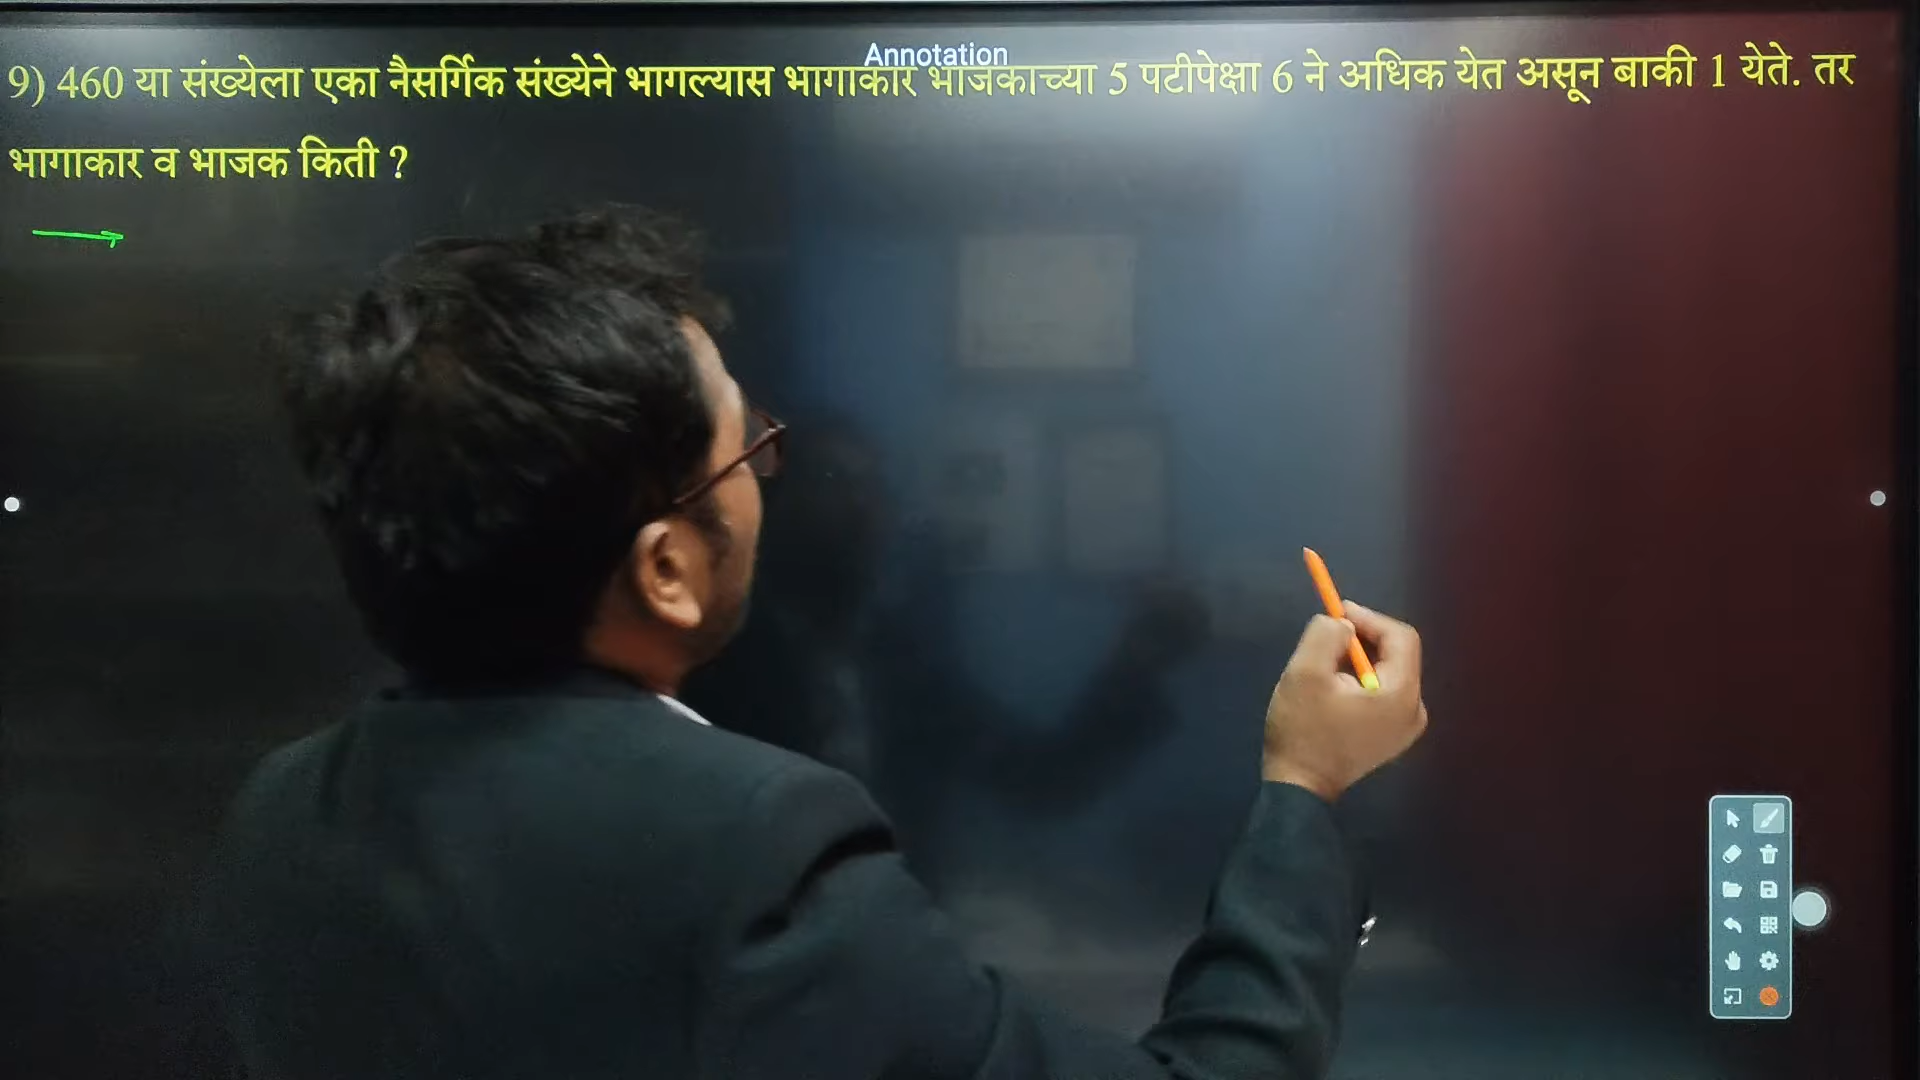 Annotation
9) 460 या संख्येला एका नैसर्गिक संख्येने भागल्यास भागाकार भाजकाच्या 5 पटीपेक्षा 6 ने अधिक येत असून बाकी 1 येते. तर
भागाकार व भाजक किती ?